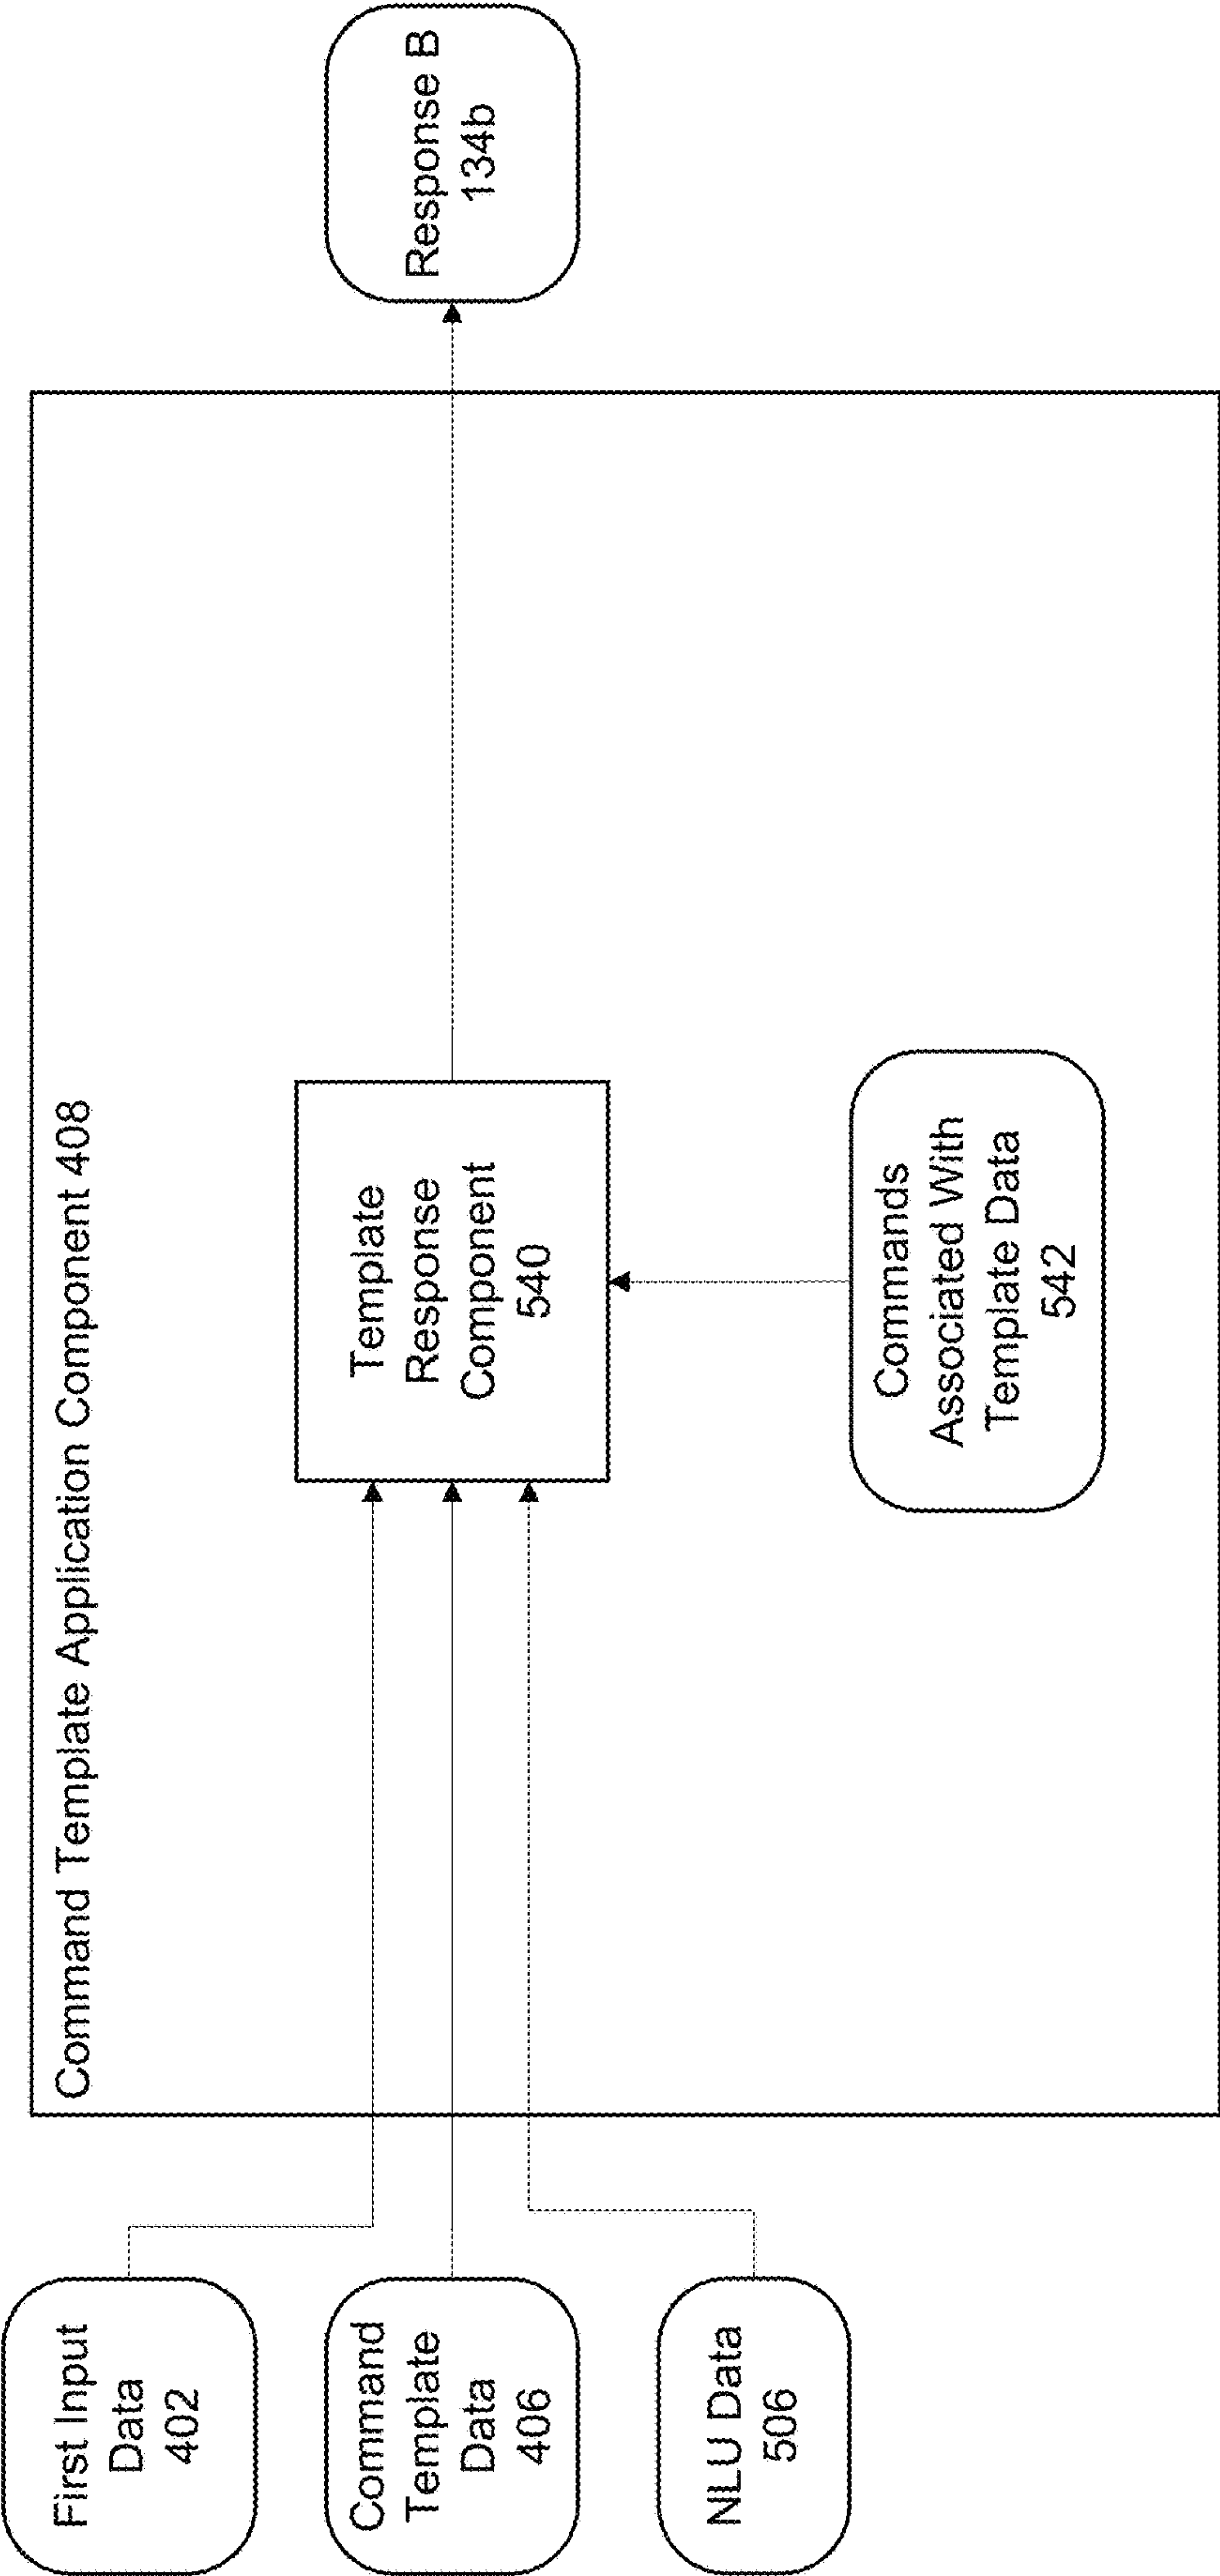 First Input
Data
402
Command
Template
Data
406
NLU Data
506
Command Template Application Component 408
Template
Response
Component
540
Commands
Associated With
Template Data
542
Response B
134b